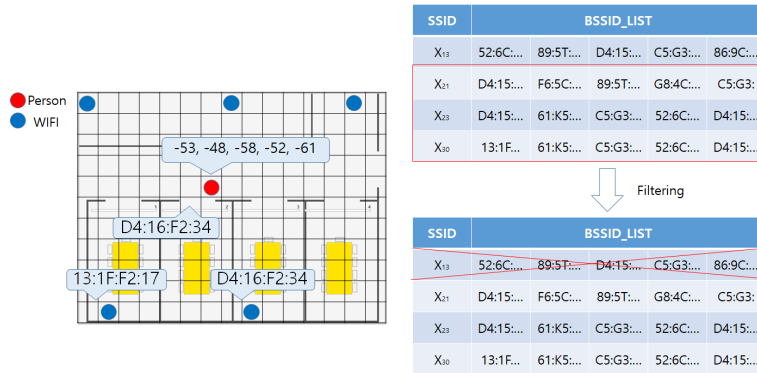 Person
WIFI
-53, -48, -58, -52, -61
1 2 3 4
D4:16:F2:34
13:1F:F2:17 D4:16:F2:34
SSID BSSID_LIST
X13 52:6C:... 89:5T:... D4:15:... C5:G3:... 86:9C:...
X21 D4:15:... F6:5C:... 89:5T:... G8:4C:... C5:G3:
X23 D4:15:... 61:K5:... C5:G3:... 52:6C:... D4:15:...
X30 13:1F... 61:K5:... C5:G3:... 52:6C:... D4:15:...
Filtering
SSID BSSID_LIST
X13 52:6C:... 89:5T:... D4:15:... C5:G3:... 86:9C:...
X21 D4:15:... F6:5C:... 89:5T:... G8:4C:... C5:G3:
X23 D4:15:... 61:K5:... C5:G3:... 52:6C:... D4:15:...
X30 13:1F... 61:K5:... C5:G3:... 52:6C:... D4:15:...